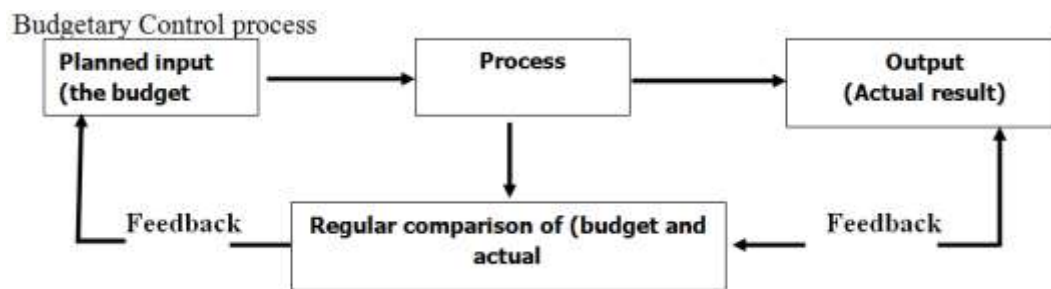 Budgetary Control process
Planned input
(the budget
Process
Output
(Actual result)
Feedback
Regular comparison of (budget and
actual
Feedback